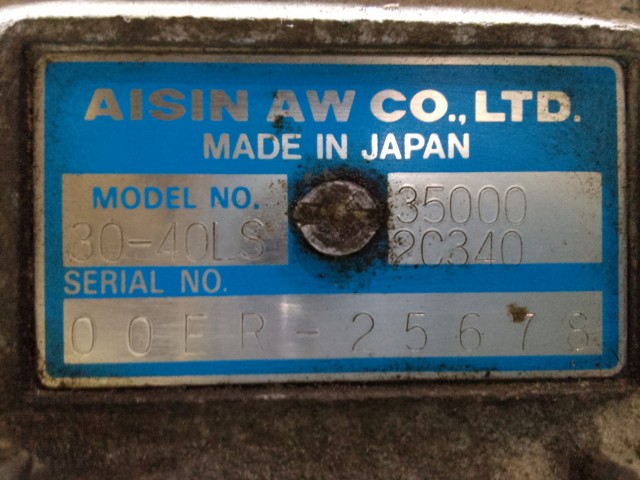 AISIN AW CO., LTD.
MADE IN JAPAN
MODEL NO.
30-40LS
35000
2C340
SERIAL NO.
00ER-25678